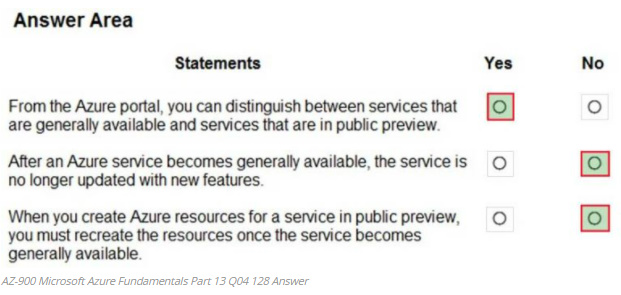 Answer Area
Statements Yes No
From the Azure portal, you can distinguish between services that
are generally available and services that are in public preview.
After an Azure service becomes generally available, the service is
no longer updated with new features.
When you create Azure resources for a service in public preview,
you must recreate the resources once the service becomes
generally available.
AZ-900 Microsoft Azure Fundamentals Part 13 Q04 128 Answer